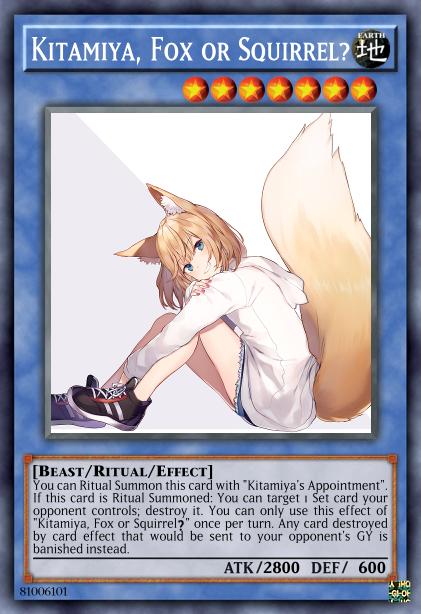 Kitamiya, Fox or Squirrel?
EARTH
地
[Beast/Ritual/Effect]
You can Ritual Summon this card with "Kitamiya's Appointment".
If this card is Ritual Summoned: You can target 1 Set card your
opponent controls; destroy it. You can only use this effect of
"Kitamiya, Fox or Squirrel?" once per turn. Any card destroyed
by card effect that would be sent to your opponent's GY is
banished instead.
ATK/2800 DEF/ 600
81006101